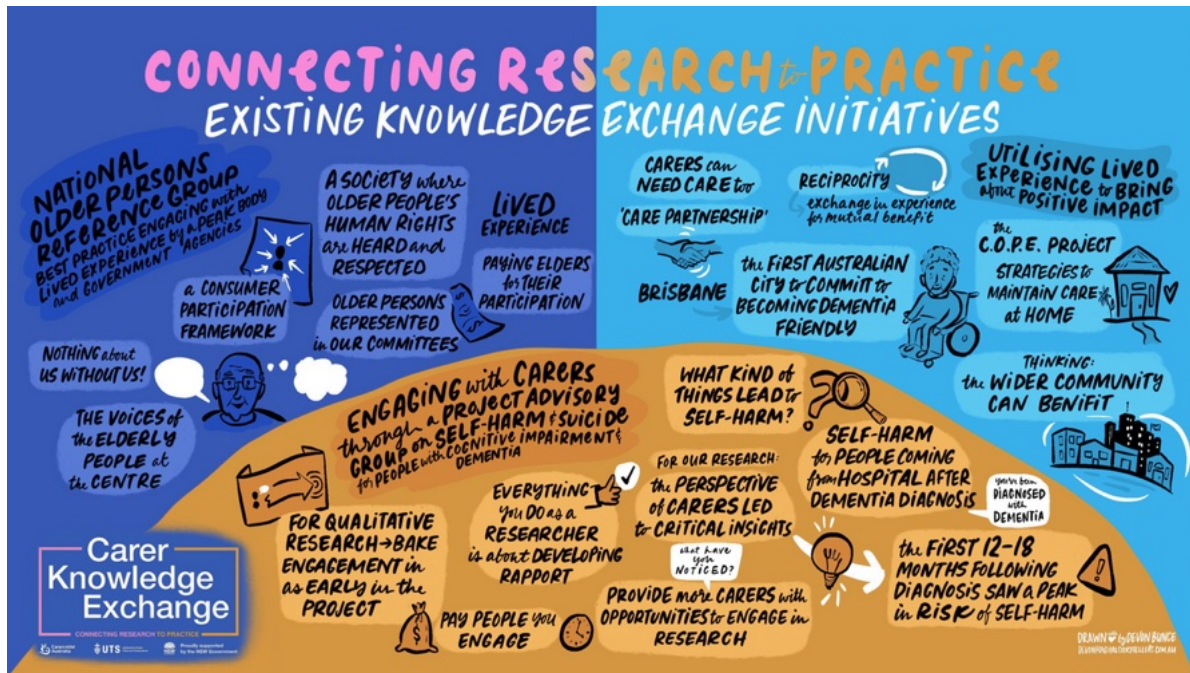 CONNECTING RESEARCH to PRACTICE
EXISTING KNOWLEDGE EXCHANGE INITIATIVES
NATIONAL
OLDER PERSONS
REFERENCE GROUP
BEST PRACTICE ENGAGING with
LIVED EXPERIENCE by a PEAK BODY
and GOVERNMENT AGENCIES
a CONSUMER
PARTICIPATION
FRAMEWORK
A SOCIETY where
OLDER PEOPLE'S
HUMAN RIGHTS
are HEARD and
RESPECTED
LIVED
EXPERIENCE
PAYING ELDERS
for THEIR
PARTICIPATION
OLDER PERSONS
REPRESENTED
in OUR COMMITTEES
NOTHING about
US WITHOUT US!
THE VOICES of
the ELDERLY
PEOPLE at
the CENTRE
CARERS can
NEED CARE too
'CARE PARTNERSHIP'
RECIPROCITY
exchange in experience
for mutual benefit
UTILISING LIVED
EXPERIENCE to BRING
about POSITIVE IMPACT
BRISBANE
the FIRST AUSTRALIAN
CITY to COMMIT to
BECOMING DEMENTIA
FRIENDLY
the
C.O.P.E. PROJECT
STRATEGIES to
MAINTAIN CARE
at HOME
THINKING:
the WIDER COMMUNITY
CAN BENIFIT
ENGAGING with CARERS
through a PROJECT ADVISORY
GROUP on SELF-HARM & SUICIDE
for PEOPLE with COGNITIVE IMPAIRMENT &
DEMENTIA
FOR QUALITATIVE
RESEARCH → BAKE
ENGAGEMENT in
as EARLY in the
PROJECT
EVERYTHING
you DO as a
RESEARCHER
is about DEVELOPING
RAPPORT
PAY PEOPLE you
ENGAGE
WHAT KIND of
THINGS LEAD to
SELF-HARM?
FOR OUR RESEARCH:
the PERSPECTIVE
of CARERS LED
to CRITICAL INSIGHTS
what have
you
NOTICED?
PROVIDE more CARERS with
OPPORTUNITIES to ENGAGE in
RESEARCH
SELF-HARM
for PEOPLE COMING
from HOSPITAL AFTER
DEMENTIA DIAGNOSIS
you've been
DIAGNOSED
with
DEMENTIA
the FIRST 12-18
MONTHS FOLLOWING
DIAGNOSIS SAW a PEAK
in RISK of SELF-HARM
Carer
Knowledge
Exchange
CONNECTING RESEARCH TO PRACTICE
UTS
Proudly supported
by the NSW Government
DRAWN by DEVON BUNCE